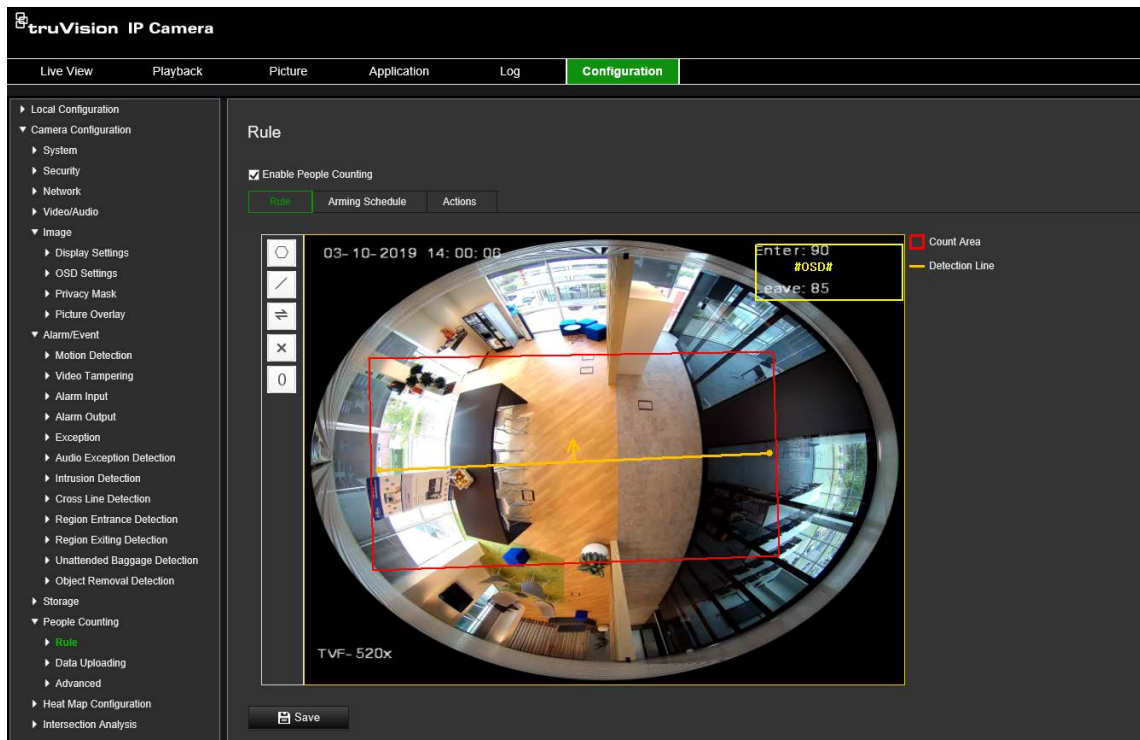 truVision IP Camera
Live View
Playback
Picture
Application
Log
Configuration
Local Configuration
Camera Configuration
System
Security
Network
Video/Audio
Image
Display Settings
OSD Settings
Privacy Mask
Picture Overlay
Alarm/Event
Motion Detection
Video Tampering
Alarm Input
Alarm Output
Exception
Audio Exception Detection
Intrusion Detection
Cross Line Detection
Region Entrance Detection
Region Exiting Detection
Unattended Baggage Detection
Object Removal Detection
Storage
People Counting
Rule
Data Uploading
Advanced
Heat Map Configuration
Intersection Analysis
Rule
Enable People Counting
Rule
Arming Schedule
Actions
03-10-2019 14:00:06
Enter: 90
#OSD#
Leave: 85
0
TVF-520x
Count Area
Detection Line
Save